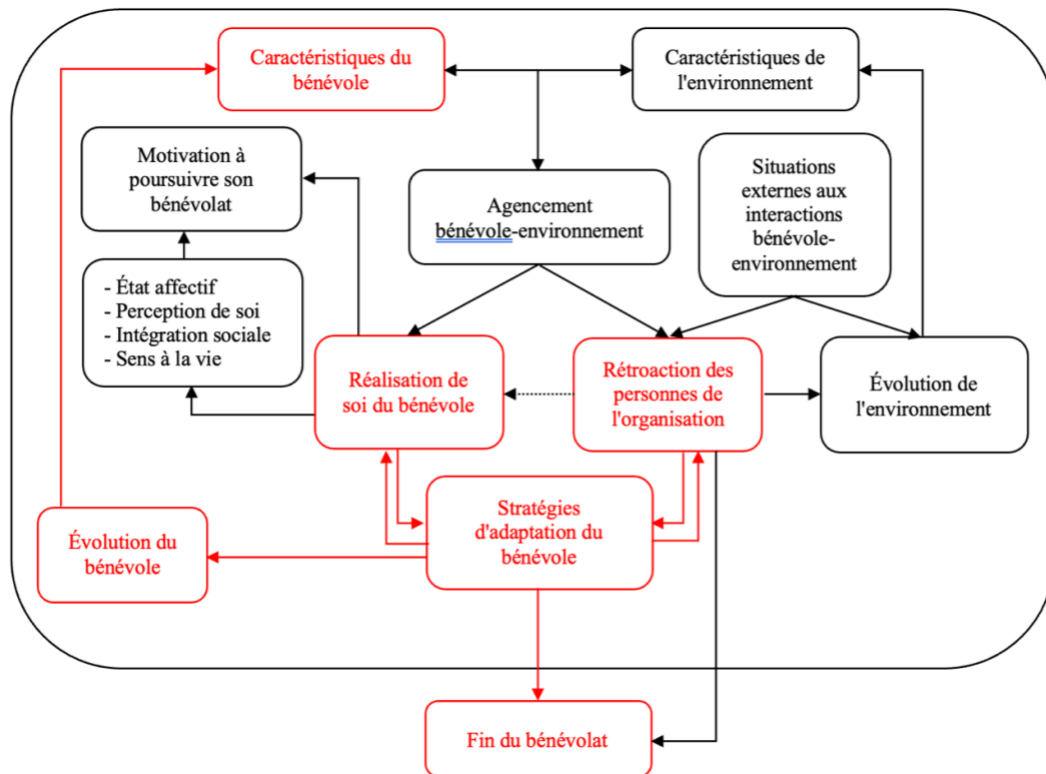 Caractéristiques du
bénévole
Caractéristiques de
l'environnement
Motivation à
poursuivre son
bénévolat
Agencement
bénévole-environnement
Situations
externes aux
interactions
bénévole-
environnement
- État affectif
- Perception de soi
- Intégration sociale
- Sens à la vie
Réalisation de
soi du bénévole
Rétroaction des
personnes de
l'organisation
Évolution de
l'environnement
Stratégies
d'adaptation du
bénévole
Évolution du
bénévole
Fin du bénévolat